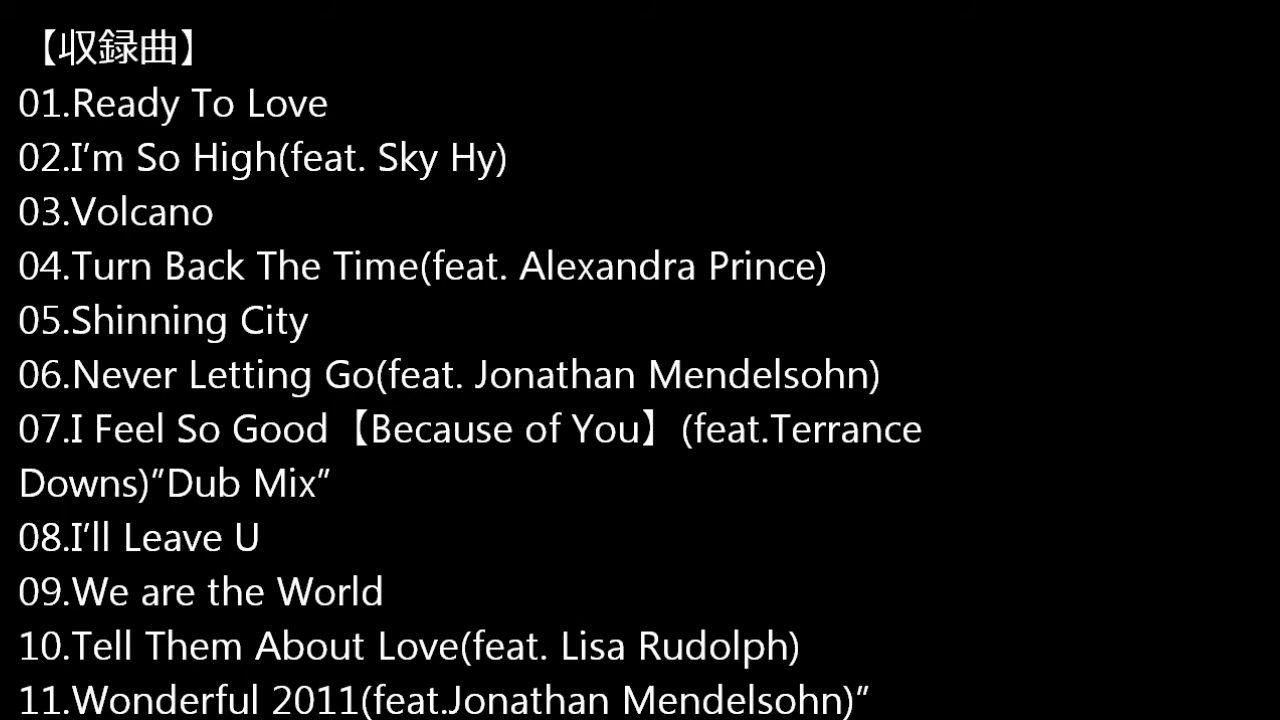 【収録曲】
01.Ready To Love
02.I’m So High(feat. Sky Hy)
03.Volcano
04.Turn Back The Time(feat. Alexandra Prince)
05.Shinning City
06.Never Letting Go(feat. Jonathan Mendelsohn)
07.I Feel So Good【Because of You】(feat.Terrance
Downs)”Dub Mix”
08.I’ll Leave U
09.We are the World
10.Tell Them About Love(feat. Lisa Rudolph)
11.Wonderful 2011(feat.Jonathan Mendelsohn)”